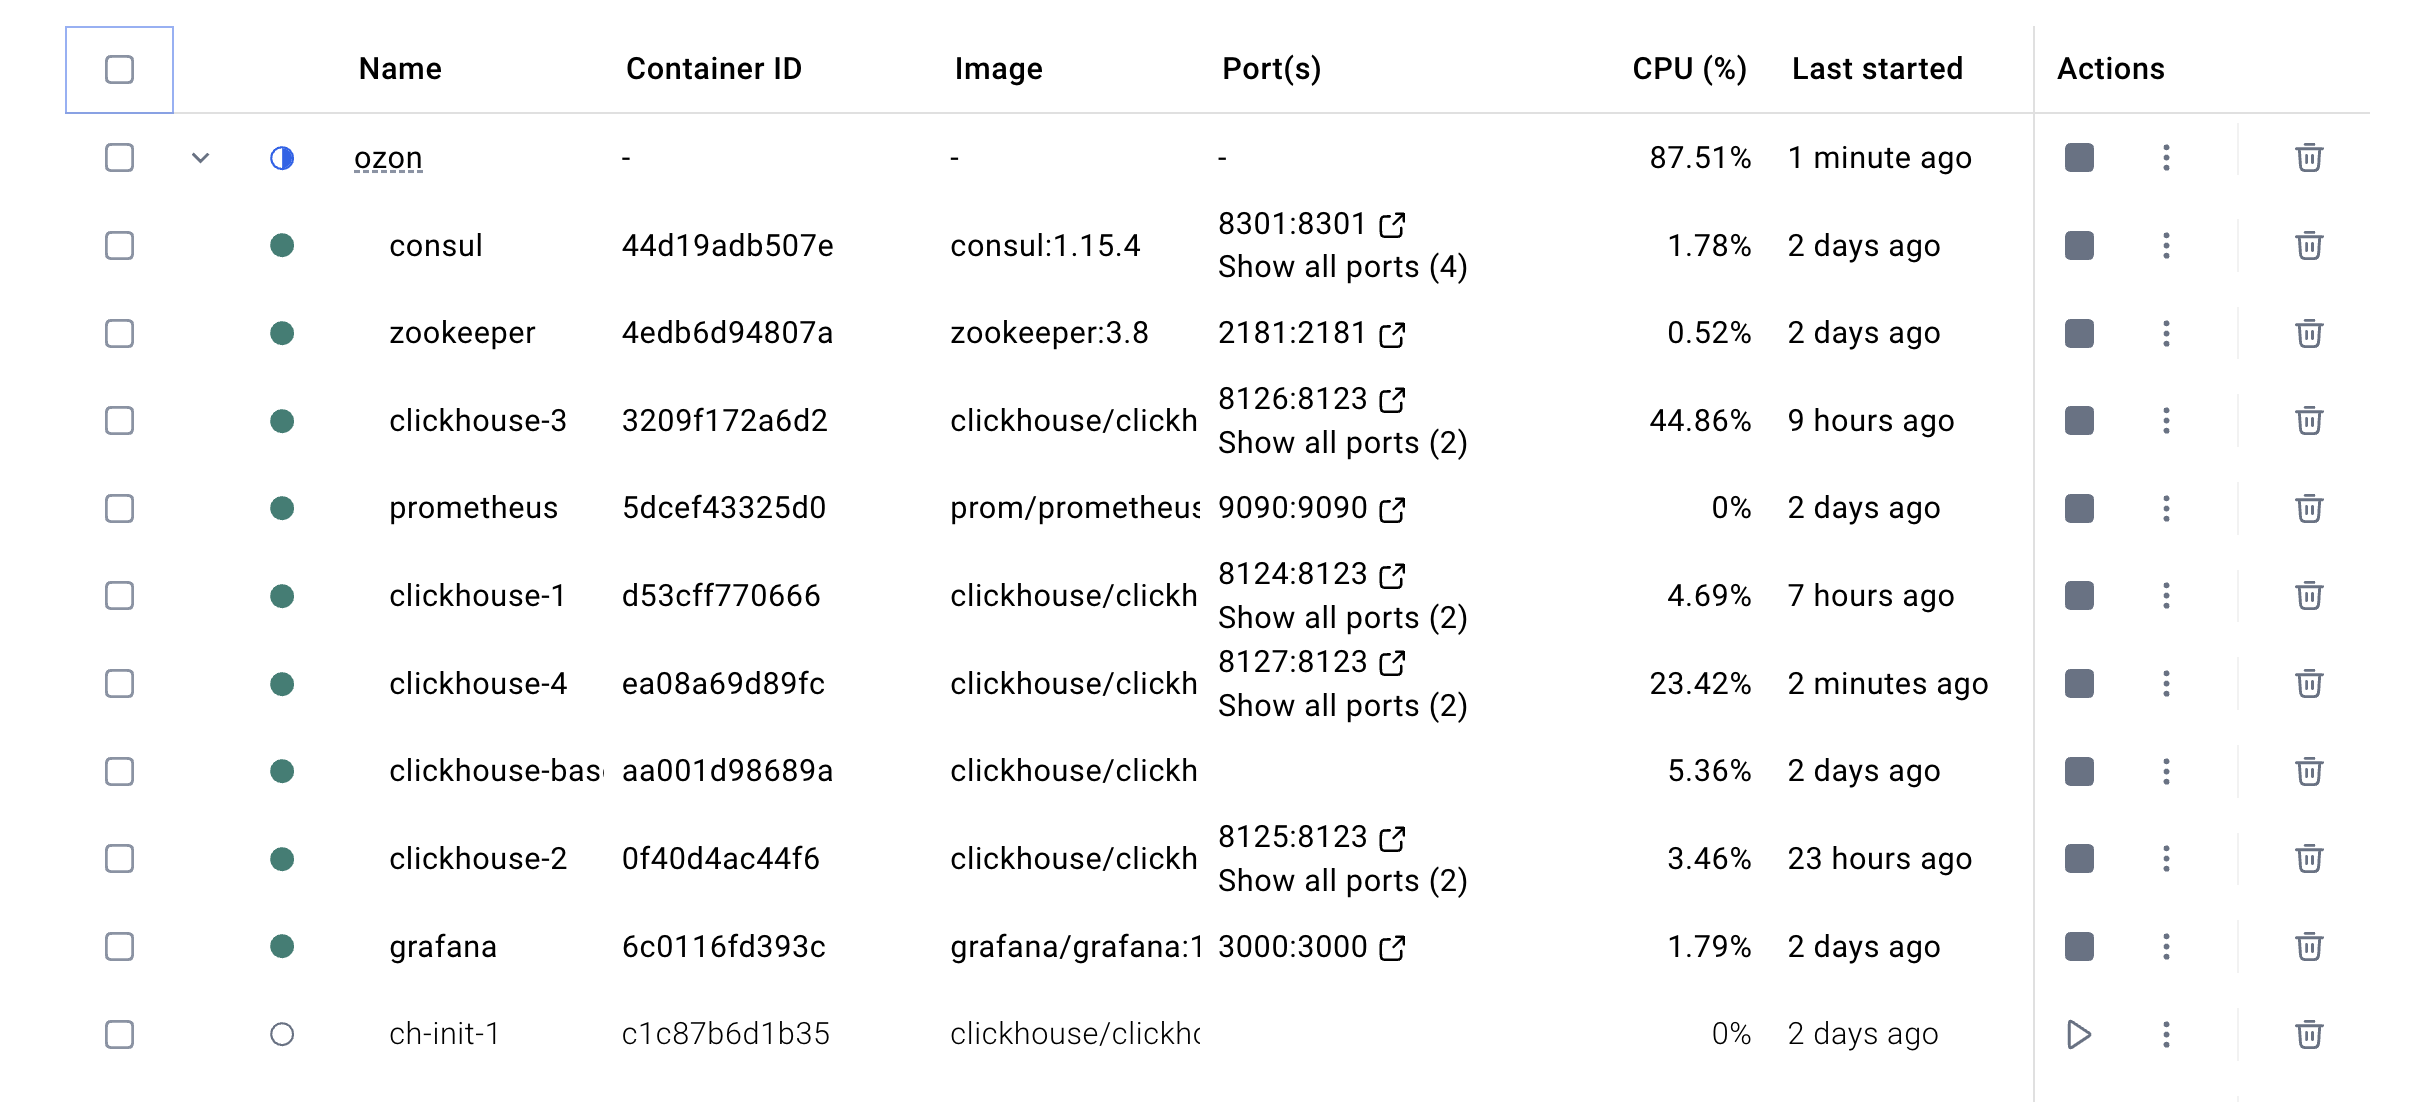 Name Container ID Image Port(s) CPU (%) Last started Actions
ozon - - - 87.51% 1 minute ago
consul 44d19adb507e consul:1.15.4 8301:8301 1.78% 2 days ago
Show all ports (4)
zookeeper 4edb6d94807a zookeeper:3.8 2181:2181 0.52% 2 days ago
clickhouse-3 3209f172a6d2 clickhouse/clickh 8126:8123 44.86% 9 hours ago
Show all ports (2)
prometheus 5dcef43325d0 prom/prometheus 9090:9090 0% 2 days ago
clickhouse-1 d53cff770666 clickhouse/clickh 8124:8123 4.69% 7 hours ago
Show all ports (2)
clickhouse-4 ea08a69d89fc clickhouse/clickh 8127:8123 23.42% 2 minutes ago
Show all ports (2)
clickhouse-bas aa001d98689a clickhouse/clickh 5.36% 2 days ago
clickhouse-2 0f40d4ac44f6 clickhouse/clickh 8125:8123 3.46% 23 hours ago
Show all ports (2)
grafana 6c0116fd393c grafana/grafana:1 3000:3000 1.79% 2 days ago
ch-init-1 c1c87b6d1b35 clickhouse/clickh 0% 2 days ago